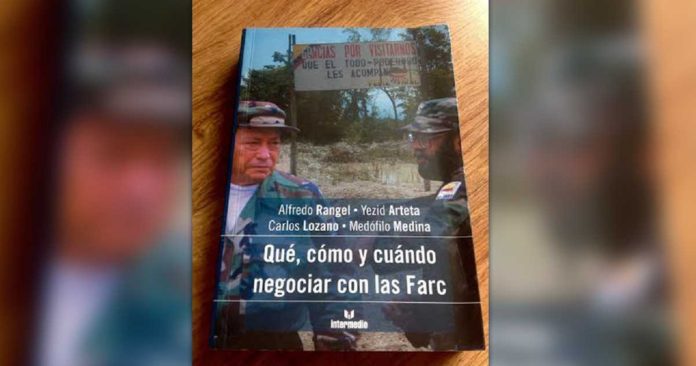 GRACIAS POR VISITARNOS
QUE EL TODO-PODEROSO
LES ACOMPAÑE
Alfredo Rangel · Yezid Arteta
Carlos Lozano · Medófilo Medina
Qué, cómo y cuándo
negociar con las Farc
intermedio